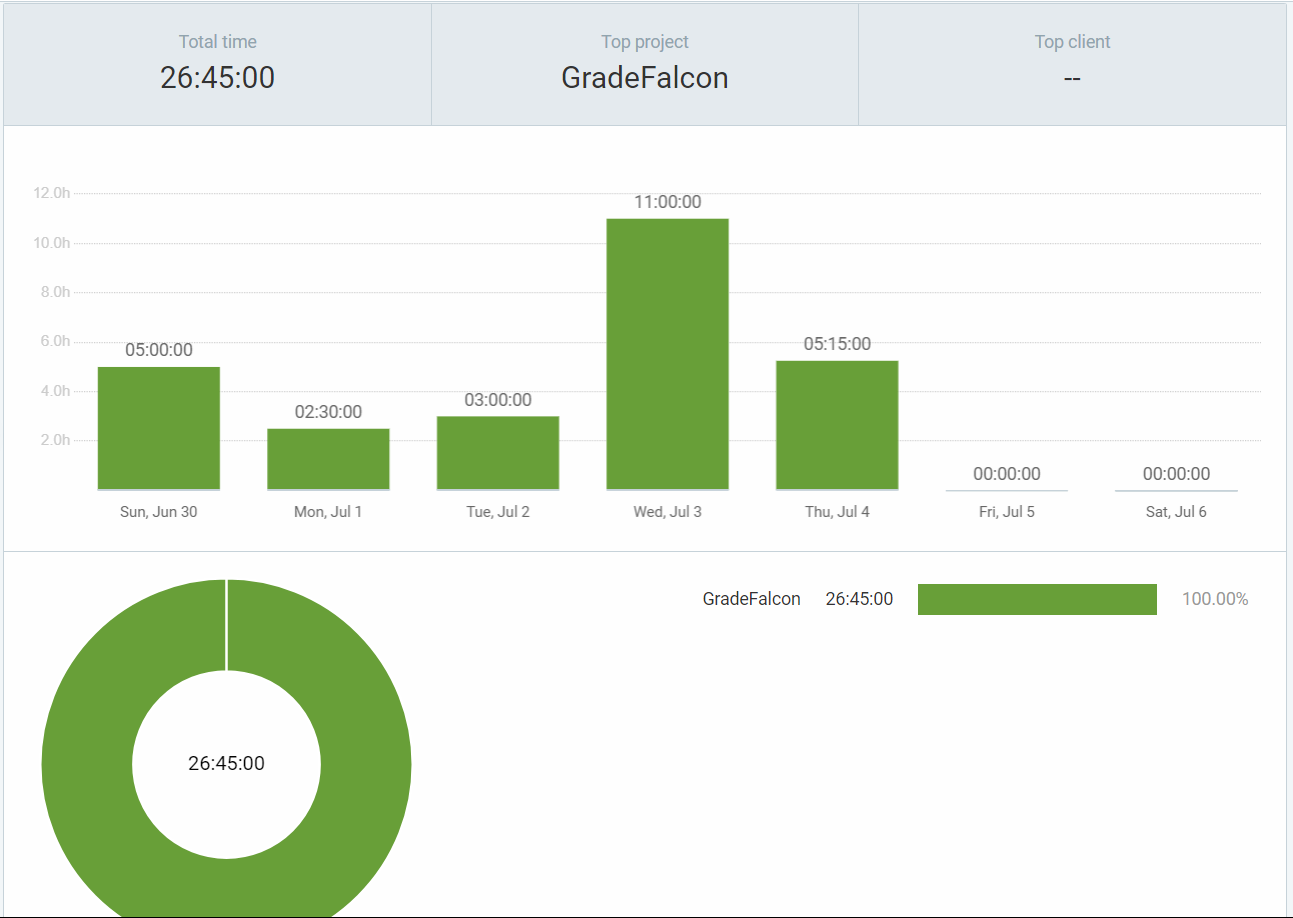 Total time
26:45:00
Top project
GradeFalcon
Top client
--
12.0h
10.0h
8.0h
6.0h
4.0h
2.0h
05:00:00
02:30:00
03:00:00
11:00:00
05:15:00
00:00:00
00:00:00
Sun, Jun 30
Mon, Jul 1
Tue, Jul 2
Wed, Jul 3
Thu, Jul 4
Fri, Jul 5
Sat, Jul 6
26:45:00
GradeFalcon 26:45:00 100.00%